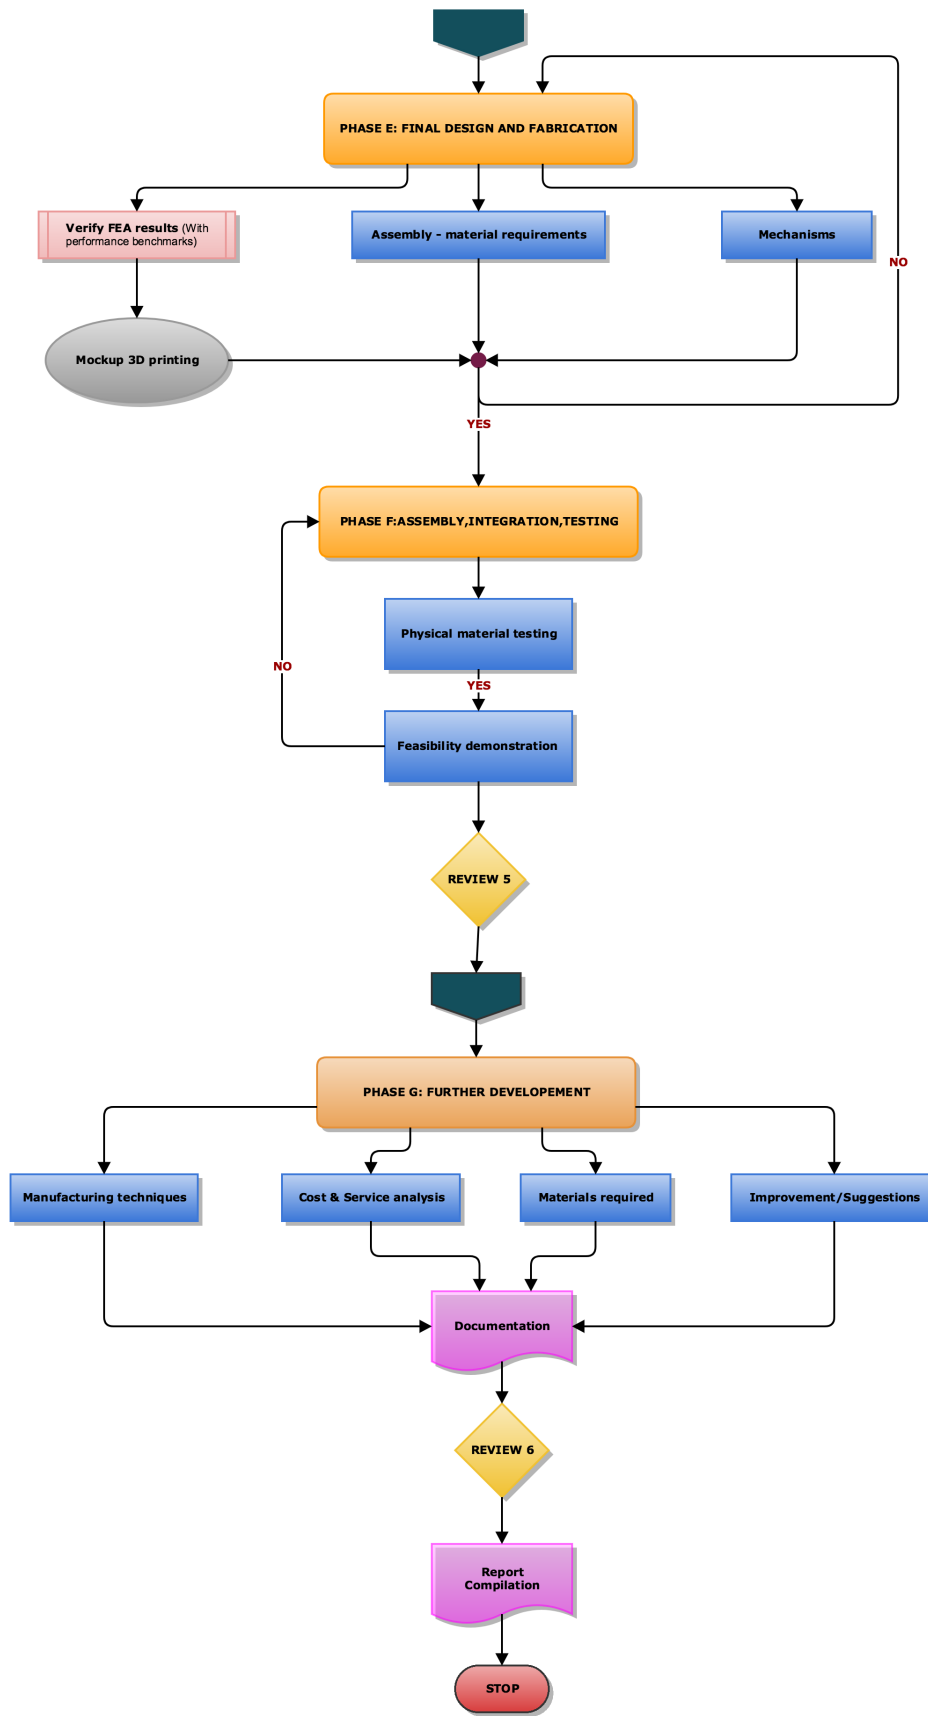 PHASE E: FINAL DESIGN AND FABRICATION
Verify FEA results (With
performance benchmarks)
Assembly - material requirements
Mechanisms
NO
Mockup 3D printing
YES
PHASE F:ASSEMBLY,INTEGRATION,TESTING
Physical material testing
NO
YES
Feasibility demonstration
REVIEW 5
PHASE G: FURTHER DEVELOPEMENT
Manufacturing techniques
Cost & Service analysis
Materials required
Improvement/Suggestions
Documentation
REVIEW 6
Report
Compilation
STOP